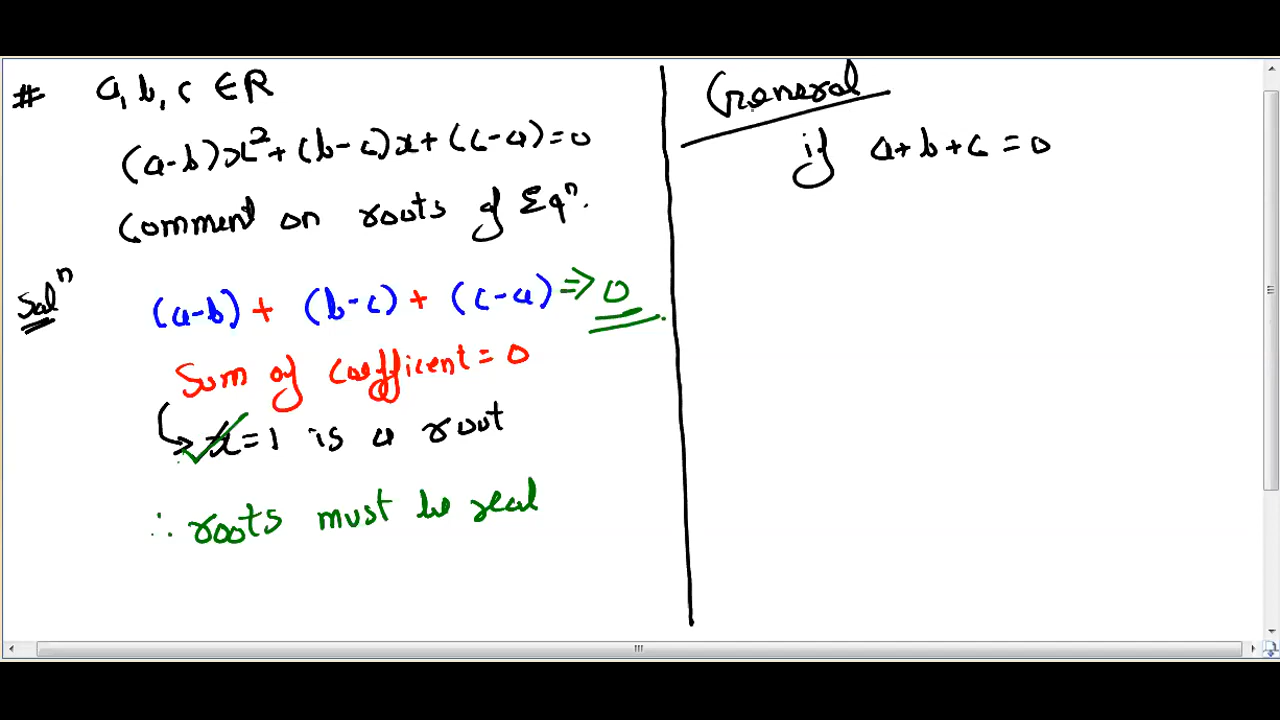 # a, b, c ∈ R
(a-b)x²+(b-c)x+(c-a)=0
Comment on roots of Eqⁿ.
Solⁿ
(a-b) + (b-c) + (c-a) => 0
Sum of coefficent = 0
x=1 is a root
∴ roots must be real
General
if a+b+c=0